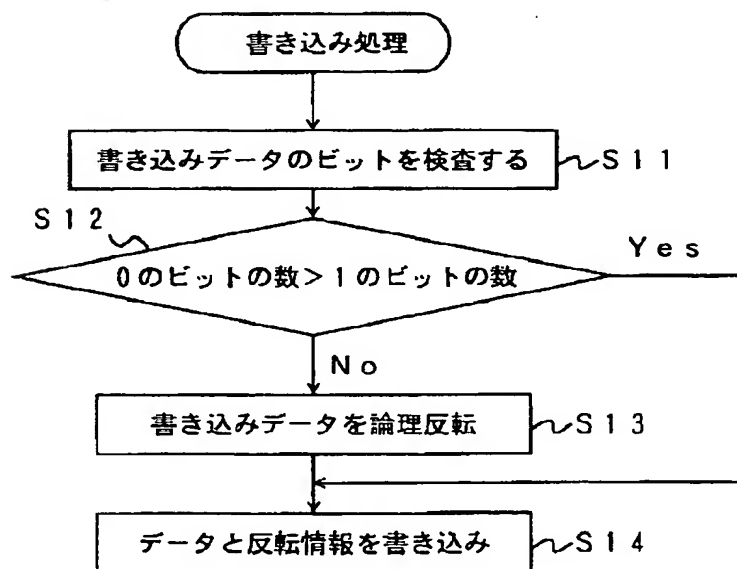 書き込み処理
書き込みデータのビットを検査する
S11
S12
0のビットの数>1のビットの数
Yes
No
書き込みデータを論理反転
S13
データと反転情報を書き込み
S14